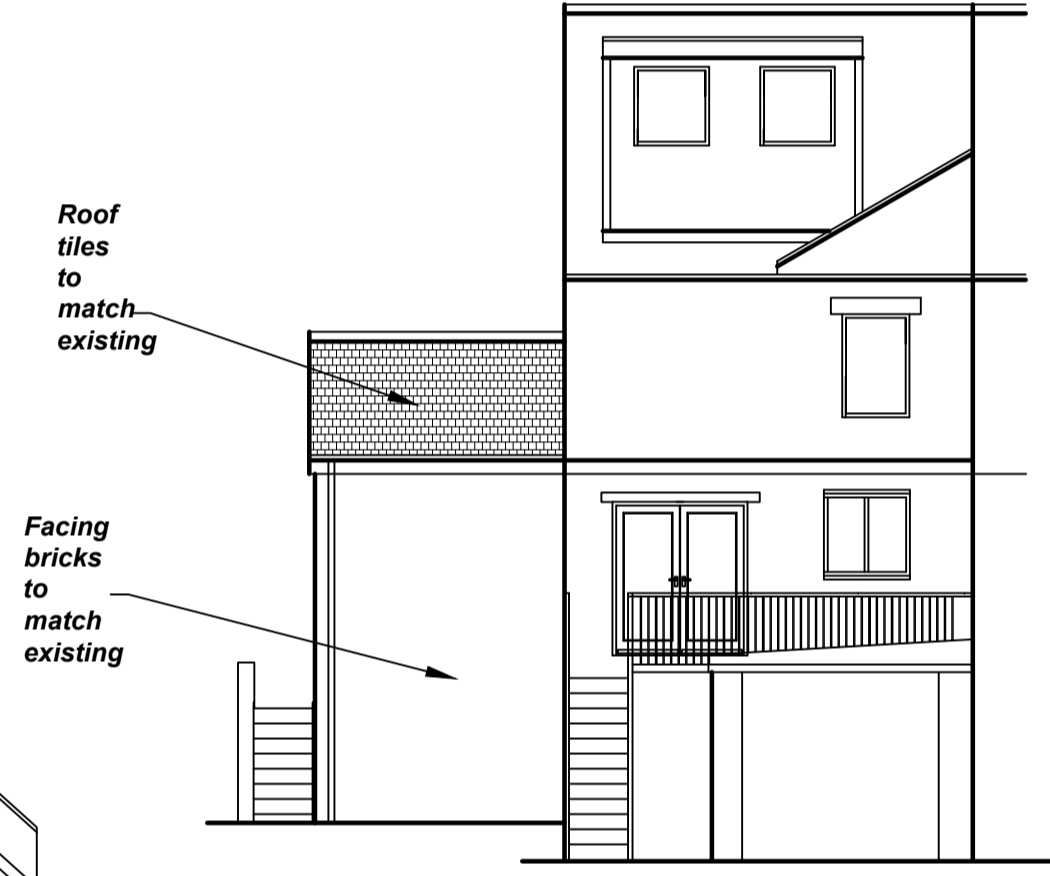 Roof
tiles
to
match
existing
Facing
bricks
to
match
existing